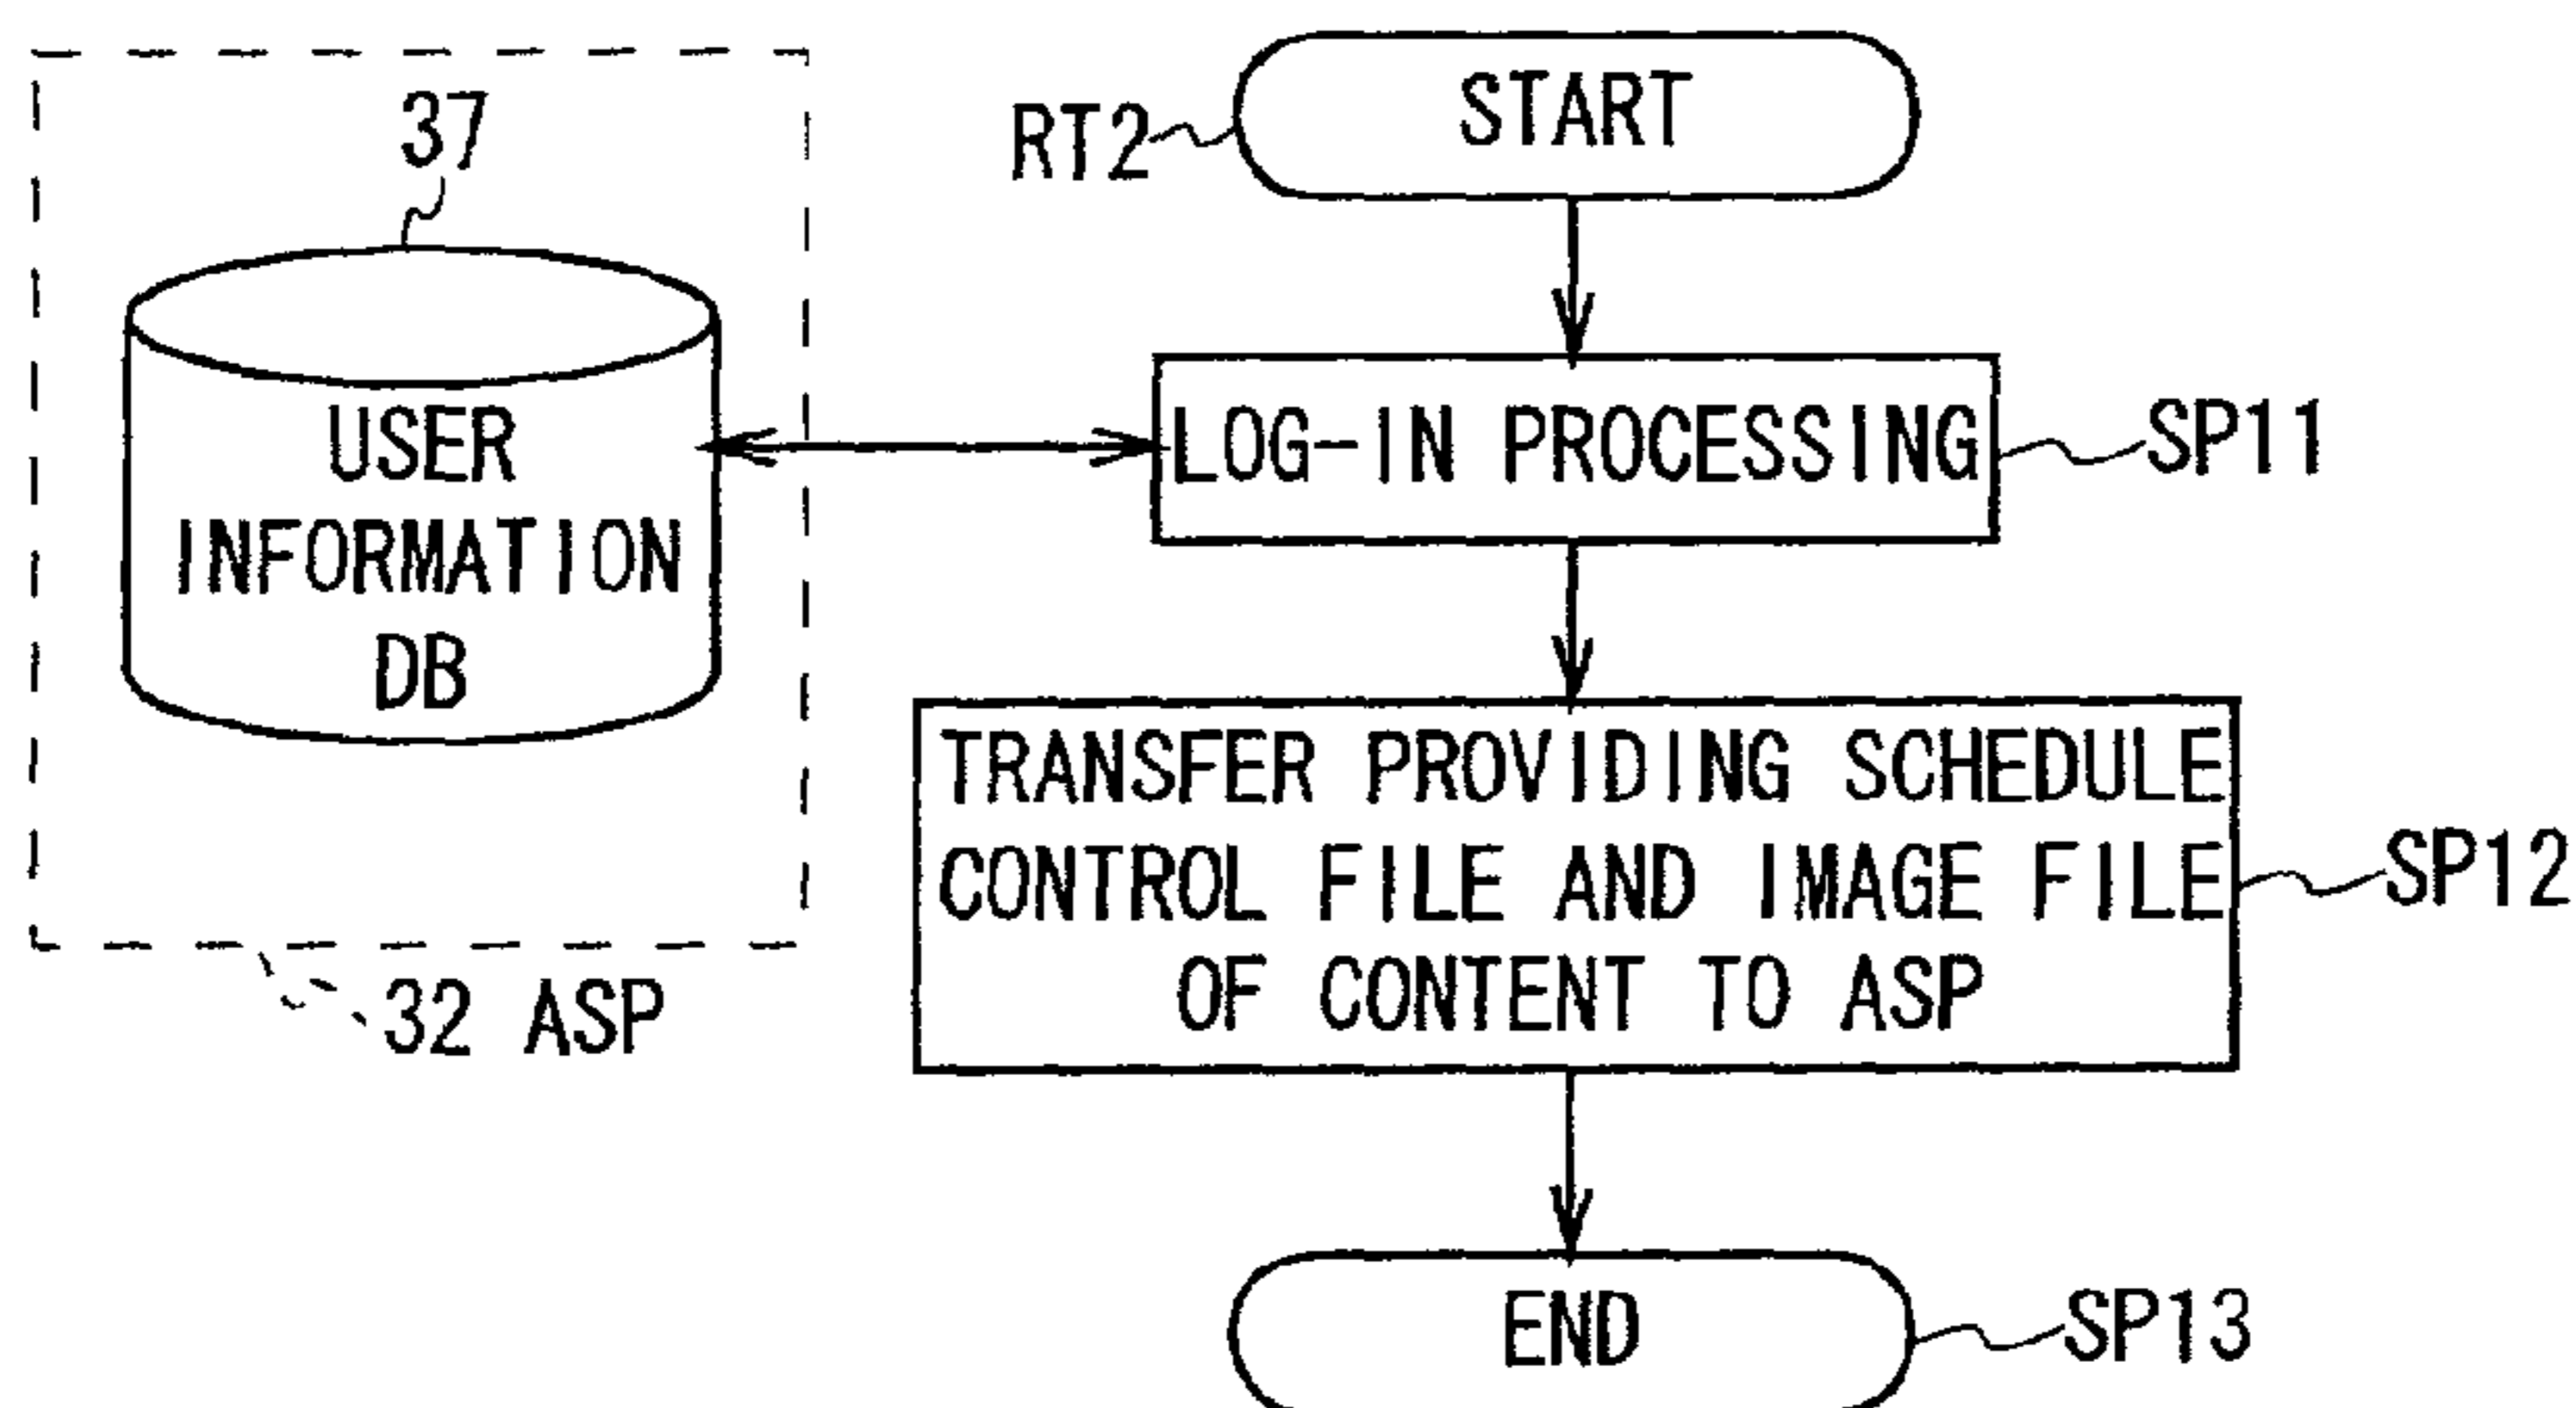 37
USER
INFORMATION
DB
32 ASP
RT2
START
LOG-IN PROCESSING
SP11
TRANSFER PROVIDING SCHEDULE
CONTROL FILE AND IMAGE FILE
OF CONTENT TO ASP
SP12
END
SP13